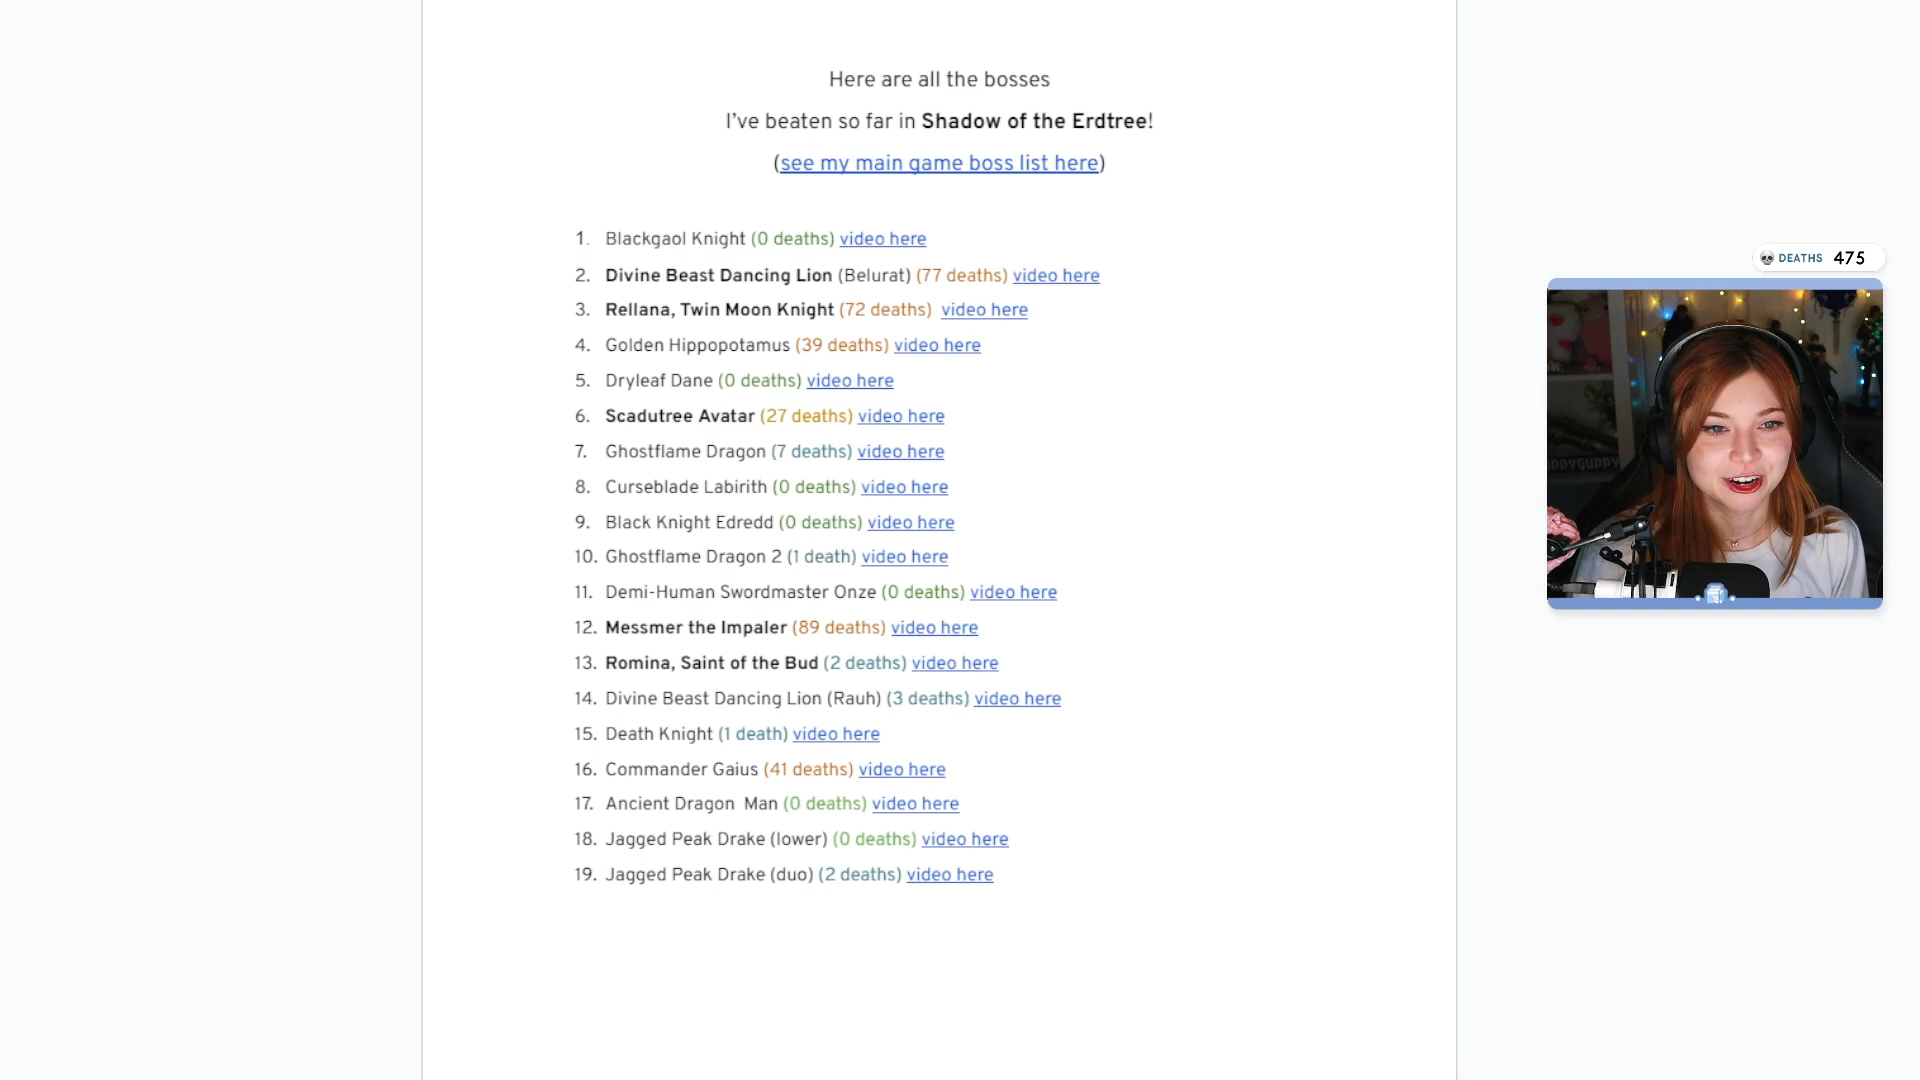 Here are all the bosses
I've beaten so far in Shadow of the Erdtree!
(see my main game boss list here)
1. Blackgaol Knight (0 deaths) video here
2. Divine Beast Dancing Lion (Belurat) (77 deaths) video here
3. Rellana, Twin Moon Knight (72 deaths) video here
4. Golden Hippopotamus (39 deaths) video here
5. Dryleaf Dane (0 deaths) video here
6. Scadutree Avatar (27 deaths) video here
7. Ghostflame Dragon (7 deaths) video here
8. Curseblade Labirith (0 deaths) video here
9. Black Knight Edredd (0 deaths) video here
10. Ghostflame Dragon 2 (1 death) video here
11. Demi-Human Swordmaster Onze (0 deaths) video here
12. Messmer the Impaler (89 deaths) video here
13. Romina, Saint of the Bud (2 deaths) video here
14. Divine Beast Dancing Lion (Rauh) (3 deaths) video here
15. Death Knight (1 death) video here
16. Commander Gaius (41 deaths) video here
17. Ancient Dragon Man (0 deaths) video here
18. Jagged Peak Drake (lower) (0 deaths) video here
19. Jagged Peak Drake (duo) (2 deaths) video here
DEATHS 475